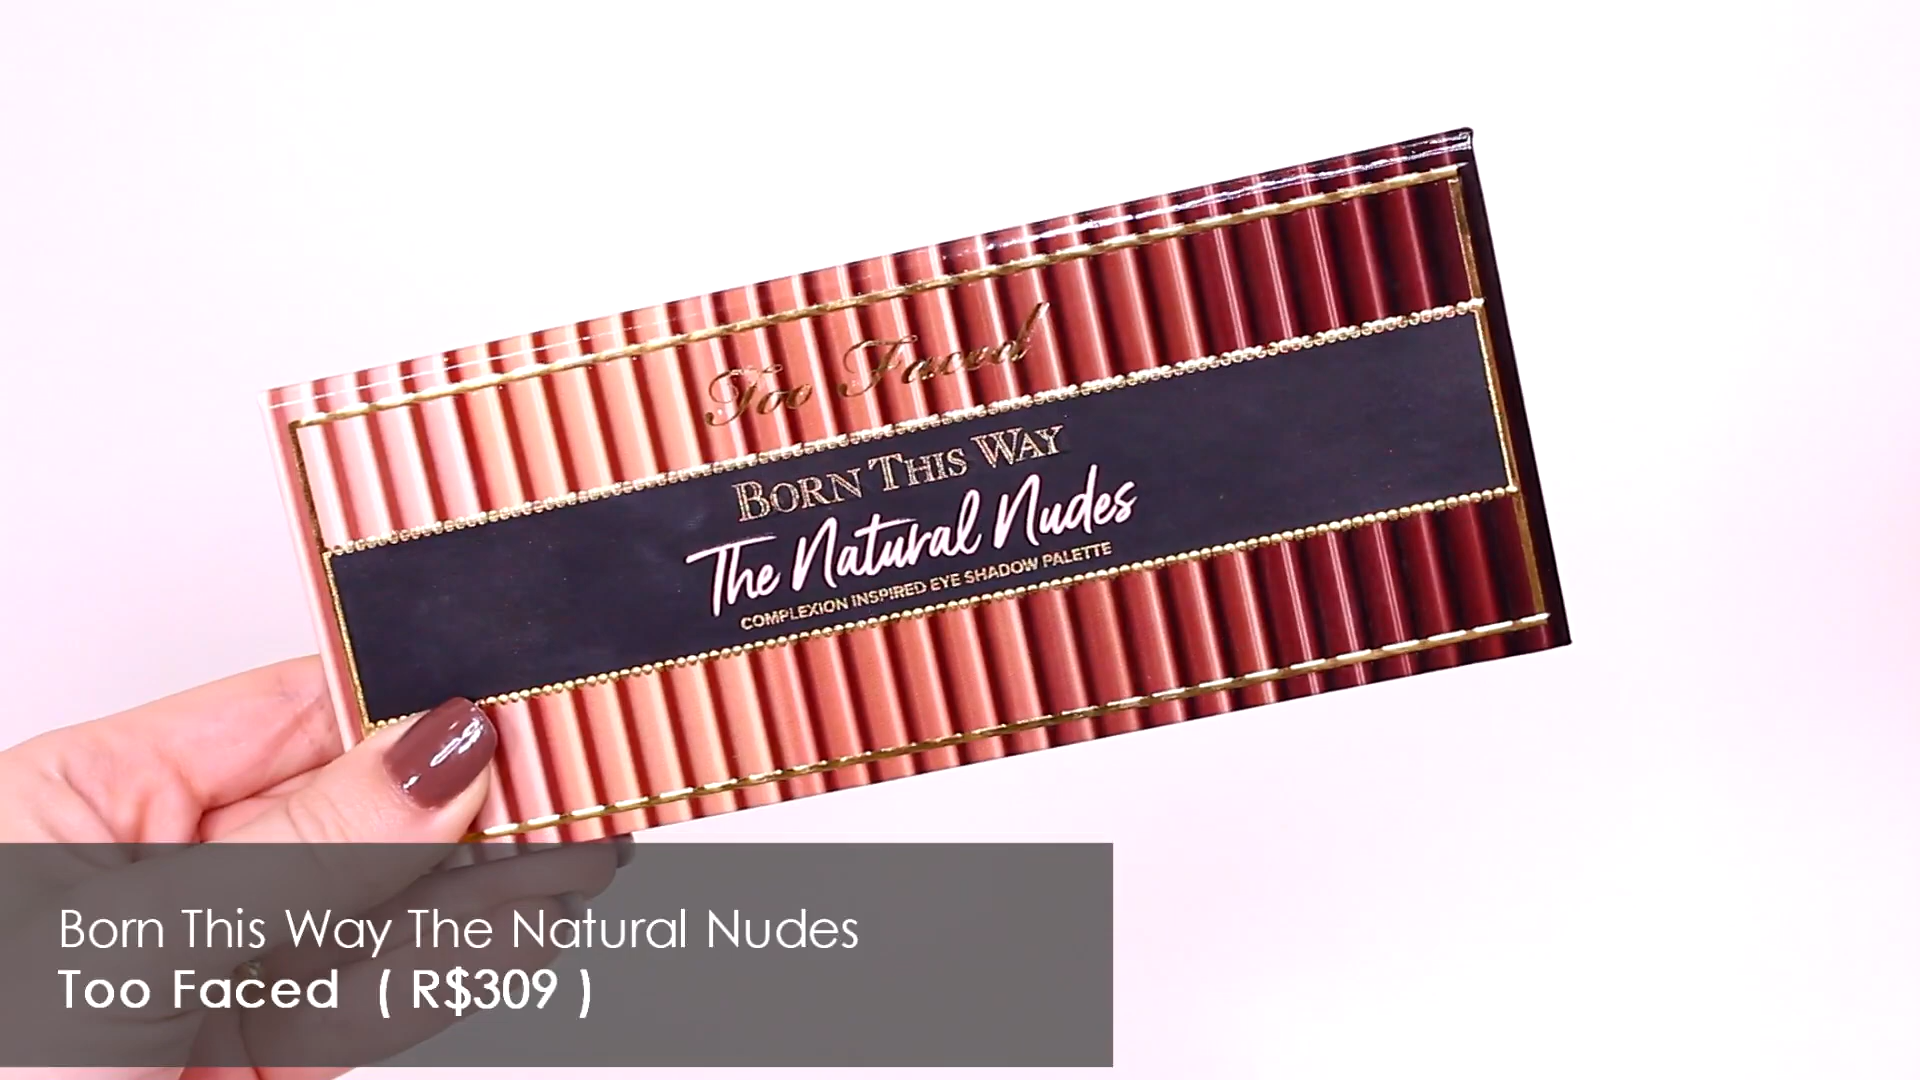 Too Faced
BORN THIS WAY
The Natural Nudes
COMPLEXION INSPIRED EYE SHADOW PALETTE
Born This Way The Natural Nudes
Too Faced ( R$309 )